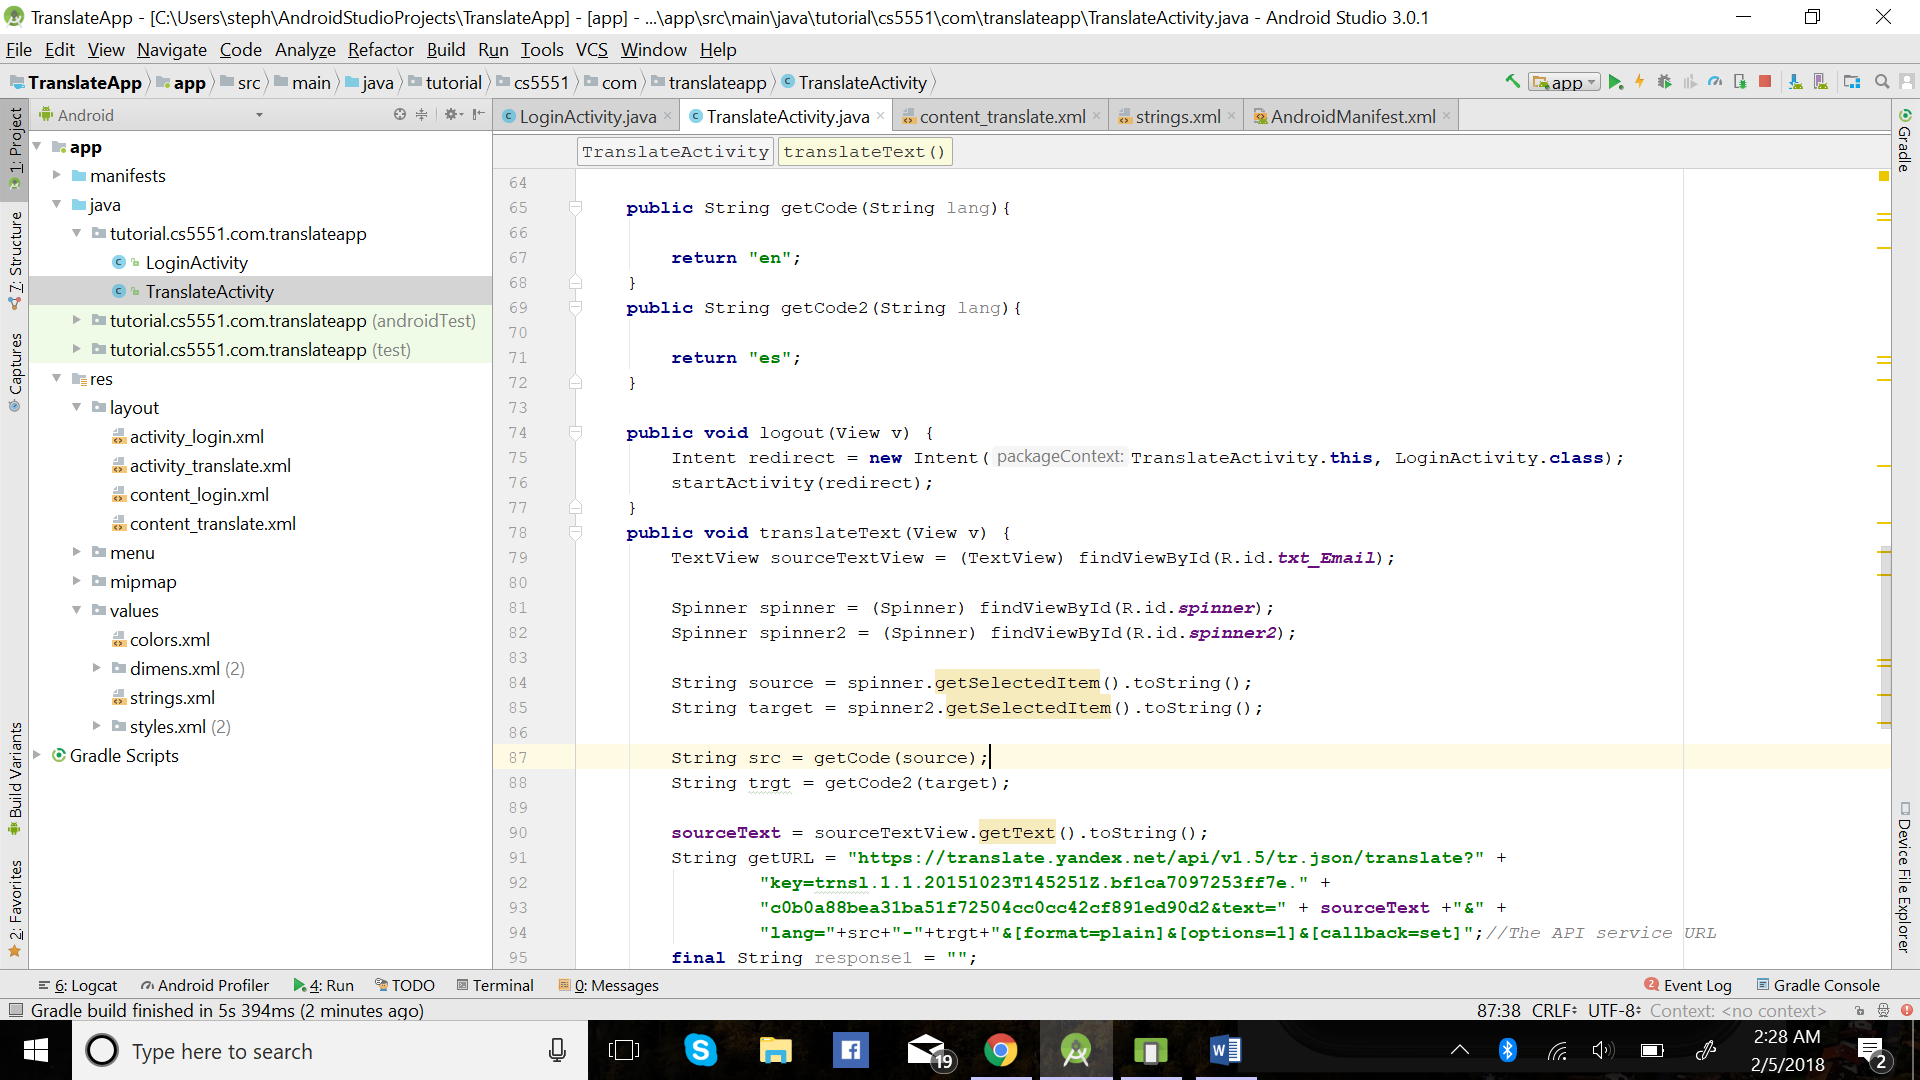 TranslateApp - [C:\Users\steph\AndroidStudioProjects\TranslateApp] - [app] - ...\app\src\main\java\tutorial\cs5551\com\translateapp\TranslateActivity.java - Android Studio 3.0.1
File Edit View Navigate Code Analyze Refactor Build Run Tools VCS Window Help
TranslateApp app src main java tutorial cs5551 com translateapp TranslateActivity
app
1: Project
7: Structure
Captures
Build Variants
2: Favorites
Android
app
manifests
java
tutorial.cs5551.com.translateapp
LoginActivity
TranslateActivity
tutorial.cs5551.com.translateapp (androidTest)
tutorial.cs5551.com.translateapp (test)
res
layout
activity_login.xml
activity_translate.xml
content_login.xml
content_translate.xml
menu
mipmap
values
colors.xml
dimens.xml (2)
strings.xml
styles.xml (2)
Gradle Scripts
LoginActivity.java TranslateActivity.java content_translate.xml strings.xml AndroidManifest.xml
TranslateActivity translateText()
64
65 public String getCode(String lang){
66
67 return "en";
68 }
69 public String getCode2(String lang){
70
71 return "es";
72 }
73
74 public void logout(View v) {
75 Intent redirect = new Intent( packageContext: TranslateActivity.this, LoginActivity.class);
76 startActivity(redirect);
77 }
78 public void translateText(View v) {
79 TextView sourceTextView = (TextView) findViewById(R.id.txt_Email);
80
81 Spinner spinner = (Spinner) findViewById(R.id.spinner);
82 Spinner spinner2 = (Spinner) findViewById(R.id.spinner2);
83
84 String source = spinner.getSelectedItem().toString();
85 String target = spinner2.getSelectedItem().toString();
86
87 String src = getCode(source);
88 String trgt = getCode2(target);
89
90 sourceText = sourceTextView.getText().toString();
91 String getURL = "https://translate.yandex.net/api/v1.5/tr.json/translate?" +
92 "key=trnsl.1.1.20151023T145251Z.bf1ca7097253ff7e." +
93 "c0b0a88bea31ba51f72504cc0cc42cf891ed90d2&text=" + sourceText +"&" +
94 "lang="+src+"-"+trgt+"&[format=plain]&[options=1]&[callback=set]";//The API service URL
95 final String response1 = "";
Gradle
Device File Explorer
6: Logcat Android Profiler 4: Run TODO Terminal 0: Messages 2 Event Log Gradle Console
Gradle build finished in 5s 394ms (2 minutes ago) 87:38 CRLF UTF-8 Context: <no context>
Type here to search
19
2:28 AM
2/5/2018
2